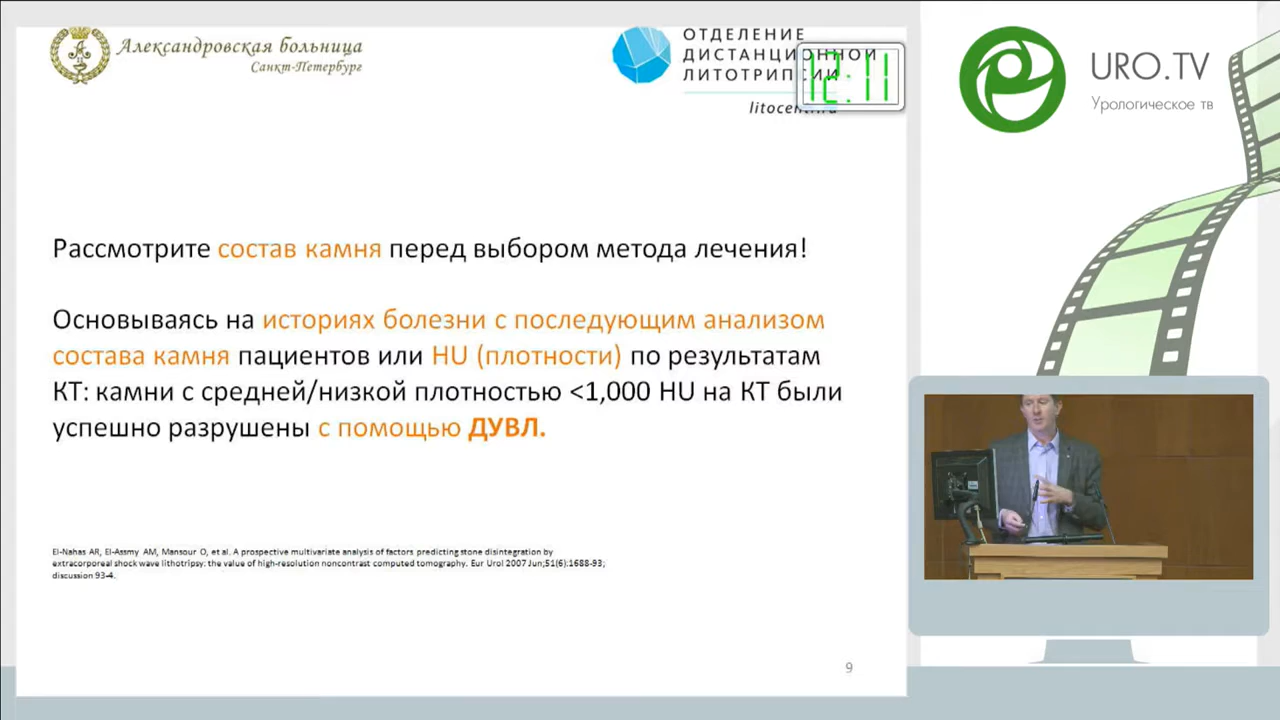 Александровская больница
Санкт-Петербург
ОТДЕЛЕНИЕ
ДИСТАНЦИОННОЙ
ЛИТОТРИПСИИ
12:11
URO.TV
Урологическое тв
Рассмотрите состав камня перед выбором метода лечения!
Основываясь на историях болезни с последующим анализом
состава камня пациентов или HU (плотности) по результатам
КТ: камни с средней/низкой плотностью <1,000 HU на КТ были
успешно разрушены с помощью ДУВЛ.
El-Nahas AR, El-Assmy AM, Mansour O, et al. A prospective multivariate analysis of factors predicting stone disintegration by
extracorporeal shock wave lithotripsy: the value of high-resolution noncontrast computed tomography. Eur Urol 2007 Jun;51(6):1688-93;
discussion 93-4.
9